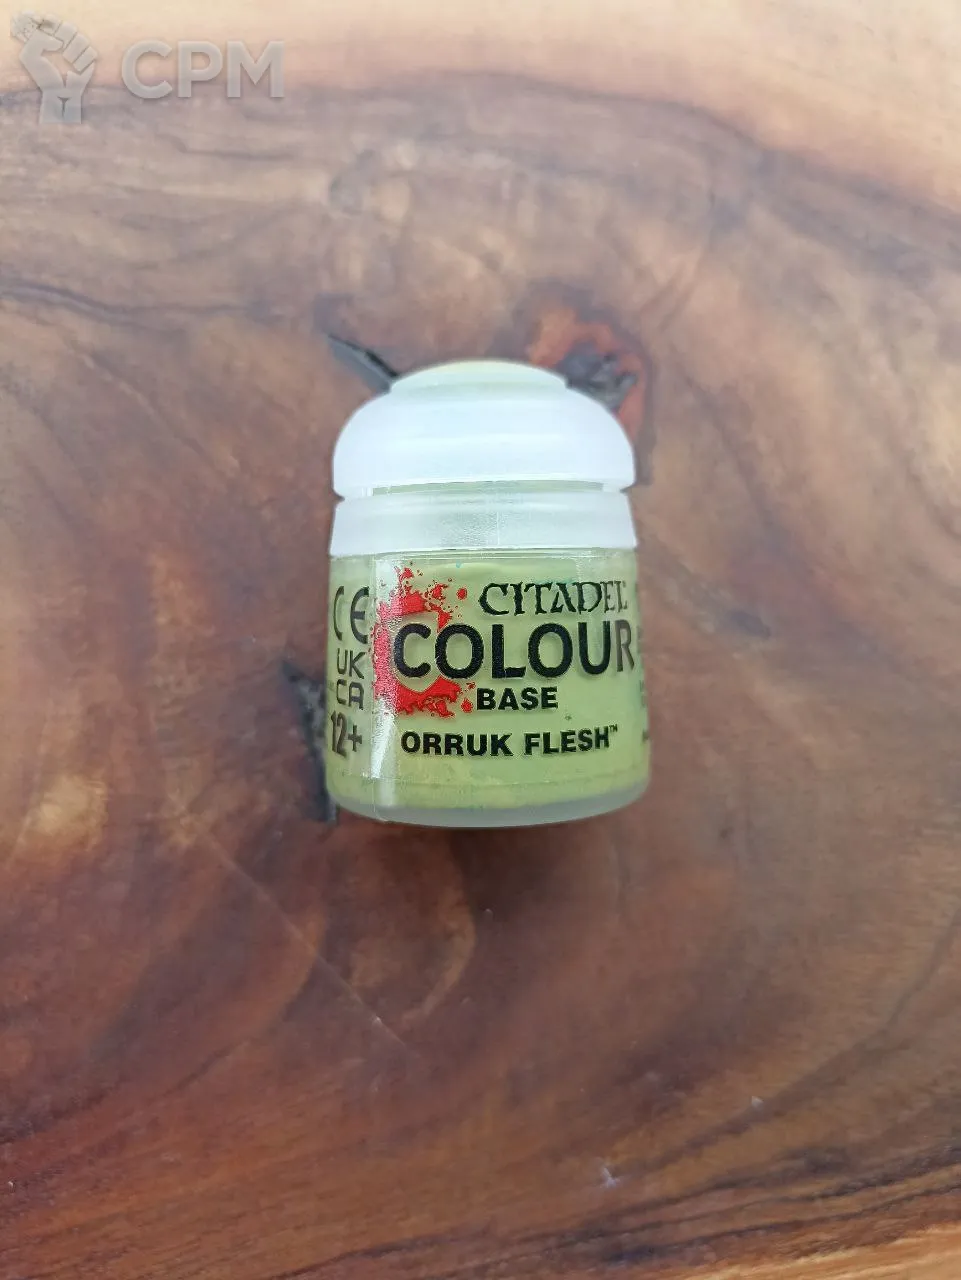 CPM
CITADEL
COLOUR
BASE
ORRUK FLESH™
CE
UK
CA
12+